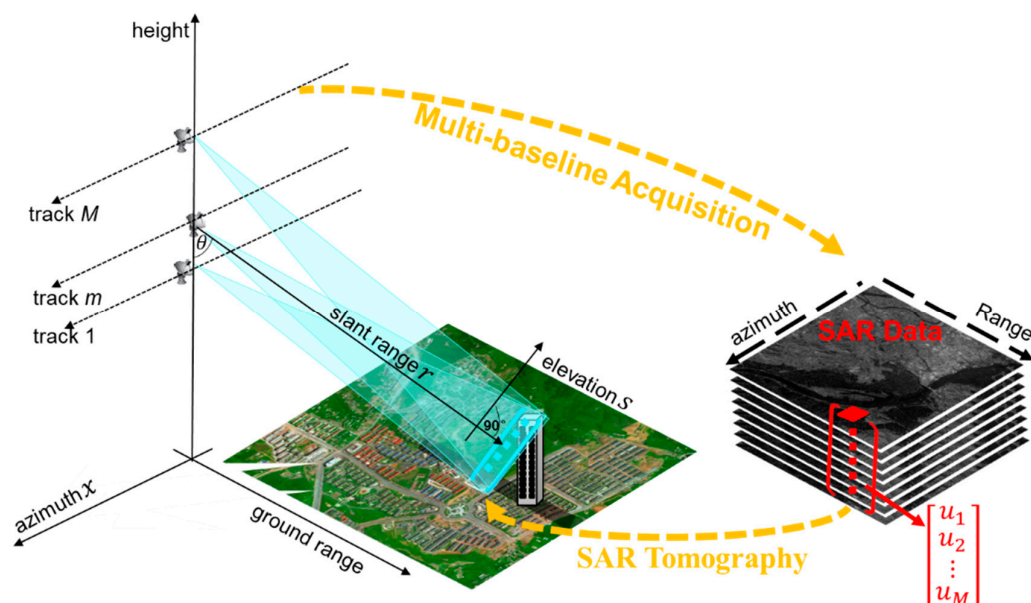 height
Multi-baseline Acquisition
track M
θ
track m
track 1
slant range r
elevation s
90°
azimuth x
ground range
azimuth
Range
SAR Data
SAR Tomography
u₁
u₂
⋮
u_M